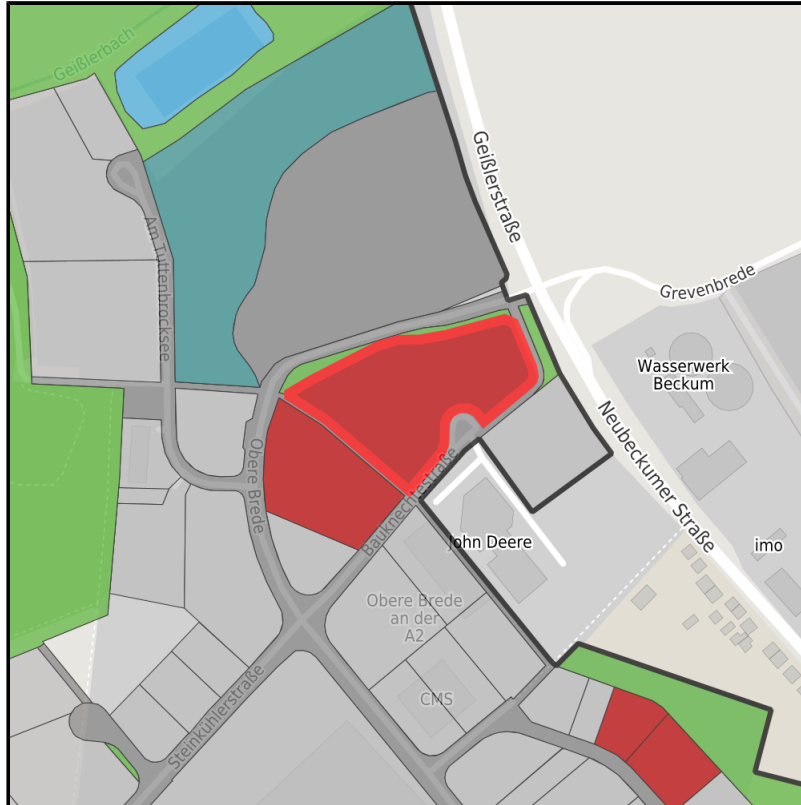 Geißlerbach
Geißlerstraße
Am Tuttenbrocksee
Grevenbrede
Wasserwerk
Beckum
Obere Brede
Bauknechtstraße
Neubeckumer Straße
John Deere
imo
Obere Brede
an der
A2
CMS
Steinkühlerstraße